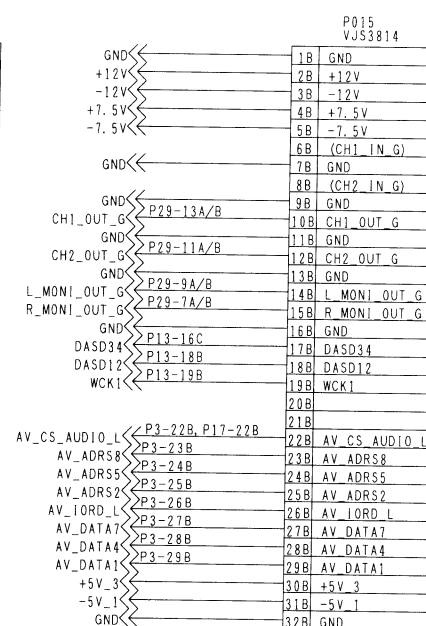 P015
VJS3814
GND 1B GND
+12V 2B +12V
-12V 3B -12V
+7.5V 4B +7.5V
-7.5V 5B -7.5V
6B (CH1_IN_G)
GND 7B GND
8B (CH2_IN_G)
GND 9B GND
CH1_OUT_G P29-13A/B 10B CH1_OUT_G
GND 11B GND
CH2_OUT_G P29-11A/B 12B CH2_OUT_G
GND 13B GND
L_MONI_OUT_G P29-9A/B 14B L_MONI_OUT_G
R_MONI_OUT_G P29-7A/B 15B R_MONI_OUT_G
GND 16B GND
DASD34 P13-16C 17B DASD34
DASD12 P13-18B 18B DASD12
WCK1 P13-19B 19B WCK1
20B
21B
AV_CS_AUDIO_L P3-22B, P17-22B 22B AV_CS_AUDIO_L
AV_ADRS8 P3-23B 23B AV_ADRS8
AV_ADRS5 P3-24B 24B AV_ADRS5
AV_ADRS2 P3-25B 25B AV_ADRS2
AV_IORD_L P3-26B 26B AV_IORD_L
AV_DATA7 P3-27B 27B AV_DATA7
AV_DATA4 P3-28B 28B AV_DATA4
AV_DATA1 P3-29B 29B AV_DATA1
+5V_3 30B +5V_3
-5V_1 31B -5V_1
GND 32B GND